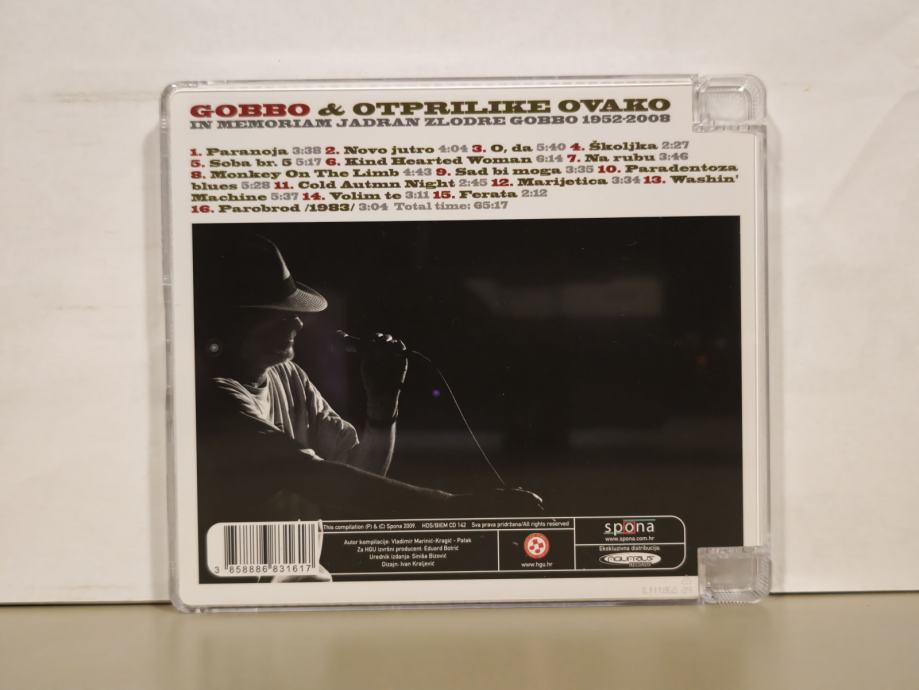 GOBBO & OTPRILIKE OVAKO
IN MEMORIAM JADRAN ZLODRE GOBBO 1952-2008
1. Paranoja 3:38 2. Novo jutro 4:04 3. O, da 5:40 4. Školjka 2:27
5. Soba br. 5 5:17 6. Kind Hearted Woman 6:14 7. Na rubu 3:46
8. Monkey On The Limb 4:43 9. Sad bi moga 3:35 10. Paradentoza
blues 5:28 11. Cold Autmn Night 2:45 12. Marijetica 3:34 13. Washin'
Machine 5:37 14. Volim te 3:11 15. Ferata 2:12
16. Parobrod /1983/ 3:04 Total time: 65:17
This compilation (P) & (C) Spona 2009. HDS/BIEM CD 142 Sva prava pridržana/All rights reserved
Autor kompilacije: Vladimir Marinić-Kragić - Patak
Za HGU izvršni producent: Eduard Botrić
Urednik izdanja: Siniša Bizović
Dizajn: Ivan Kraljević
3 858886 831617
www.hgu.hr
spona
www.spona.com.hr
Ekskluzivna distribucija:
AQUARIUS
RECORDS